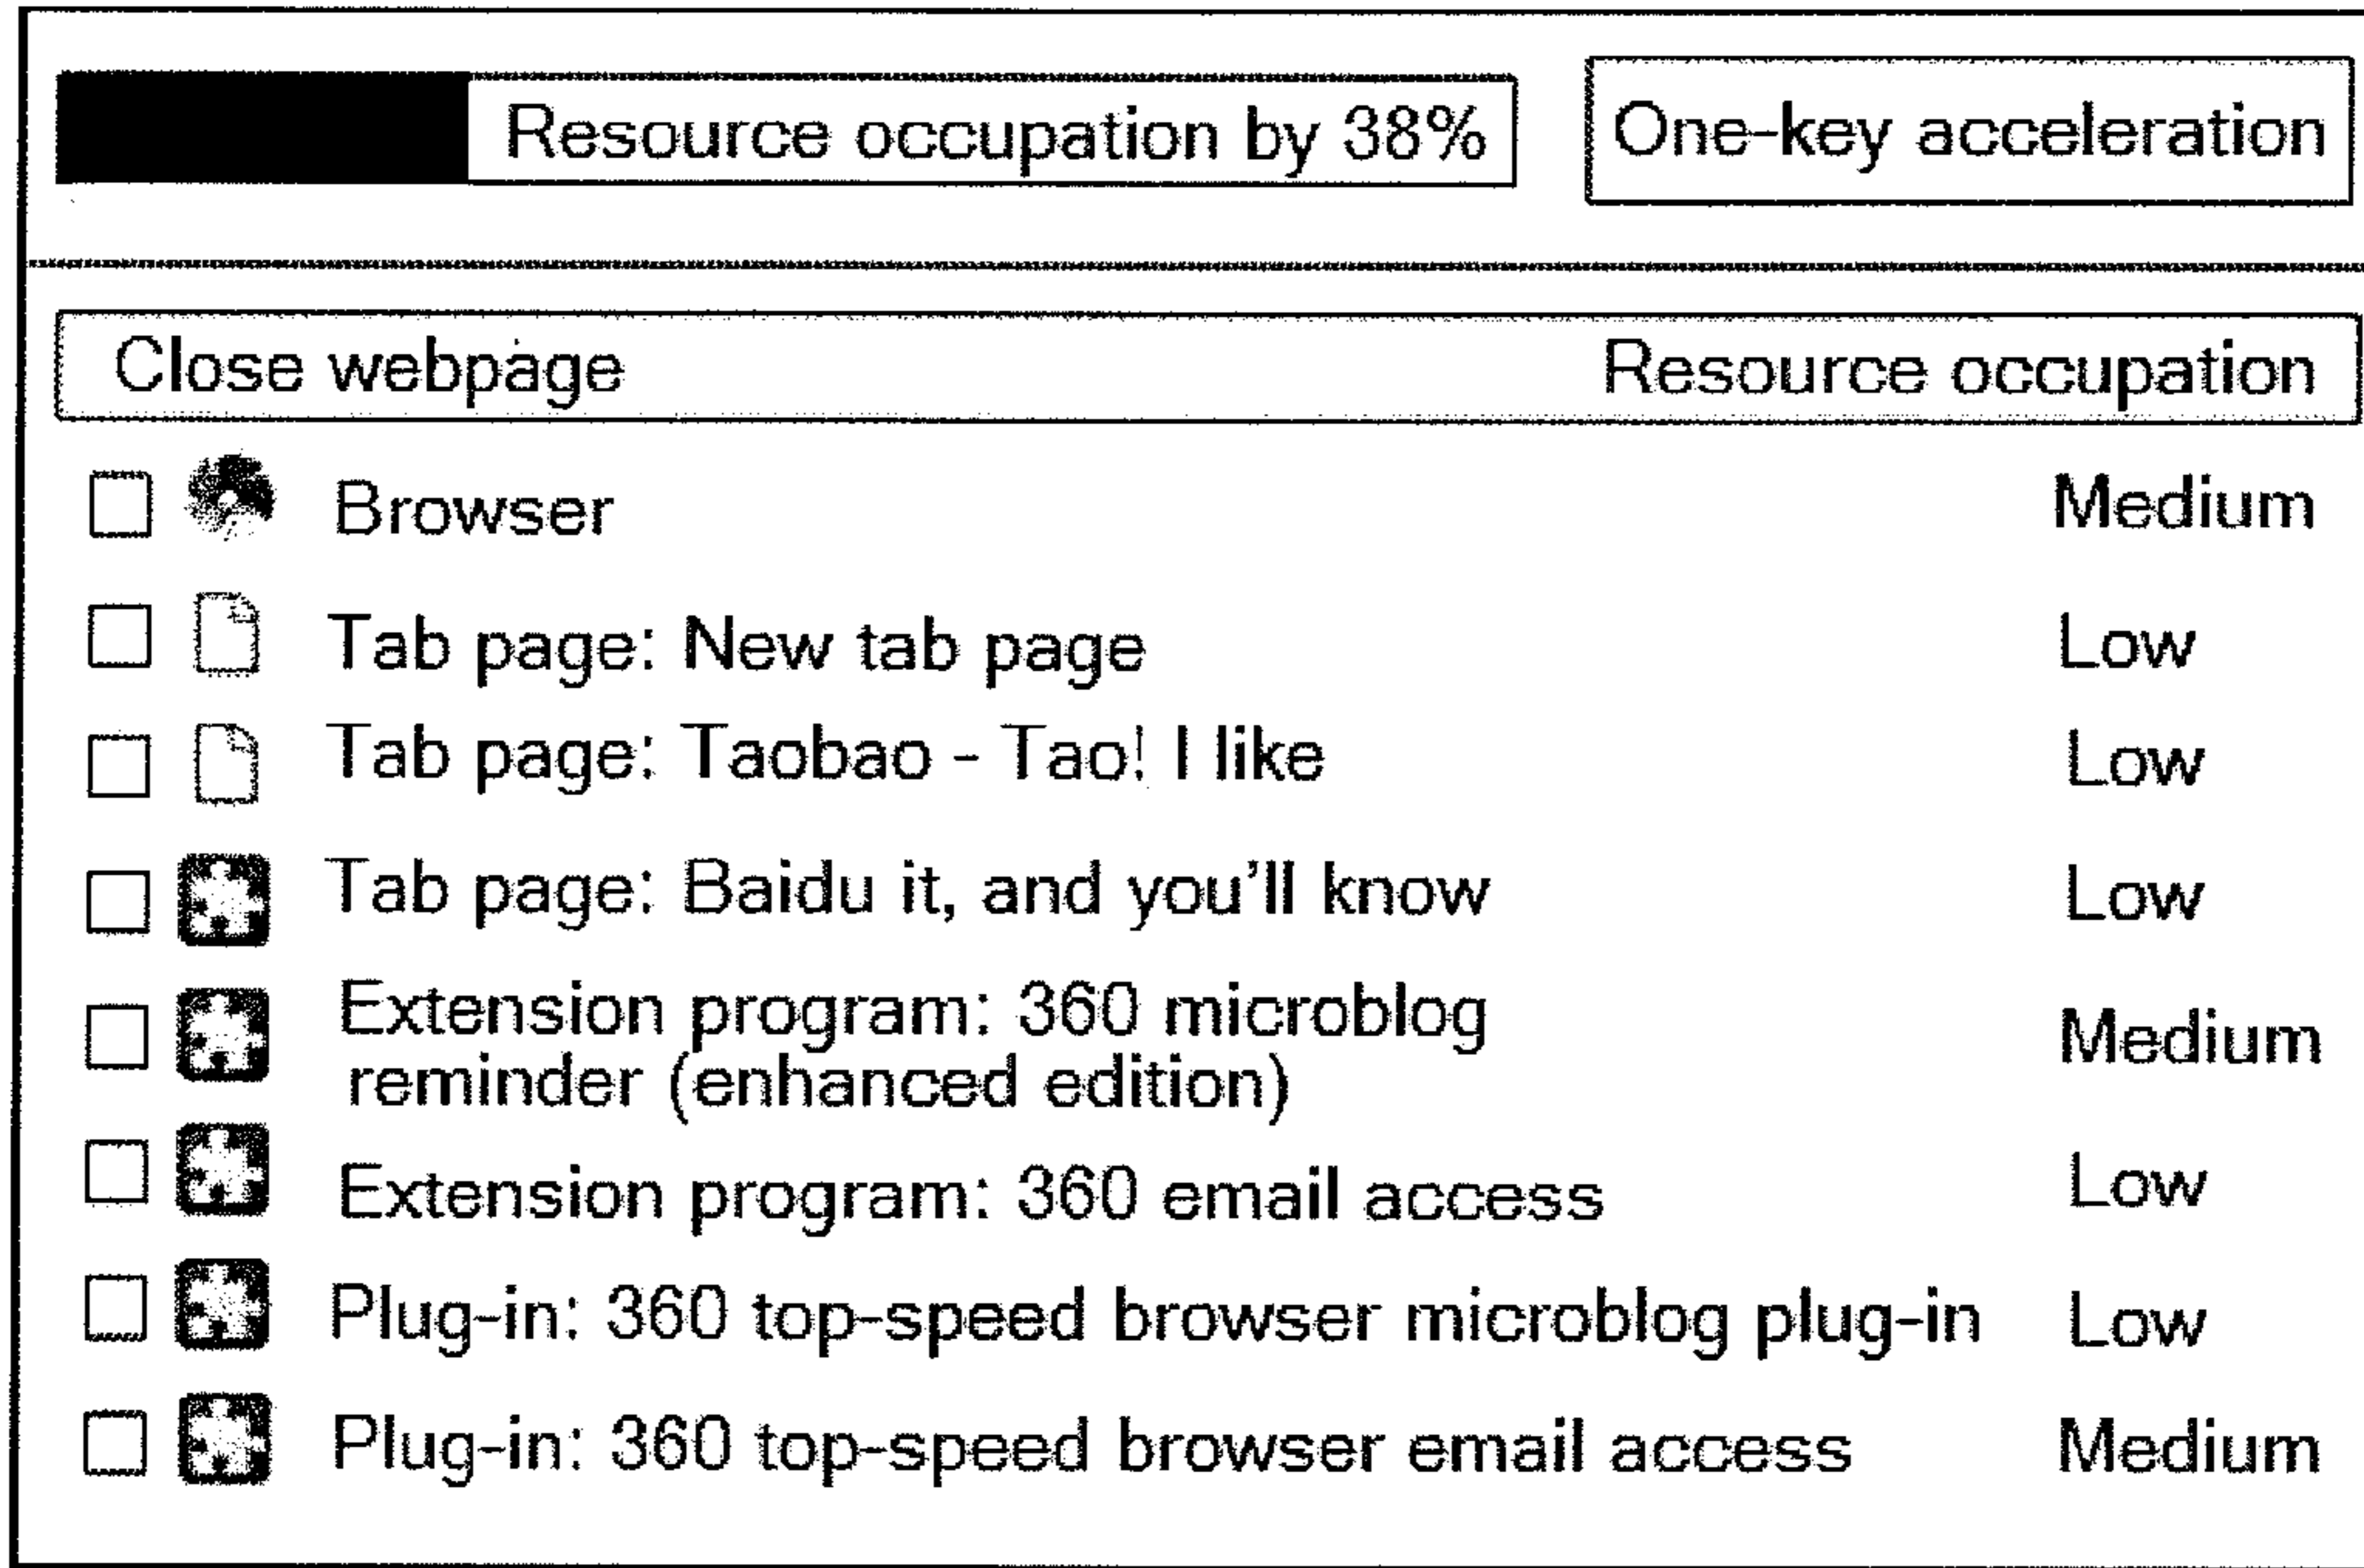 Resource occupation by 38% One-key acceleration
Close webpage Resource occupation
Browser Medium
Tab page: New tab page Low
Tab page: Taobao - Tao! I like Low
Tab page: Baidu it, and you'll know Low
Extension program: 360 microblog
reminder (enhanced edition) Medium
Extension program: 360 email access Low
Plug-in: 360 top-speed browser microblog plug-in Low
Plug-in: 360 top-speed browser email access Medium